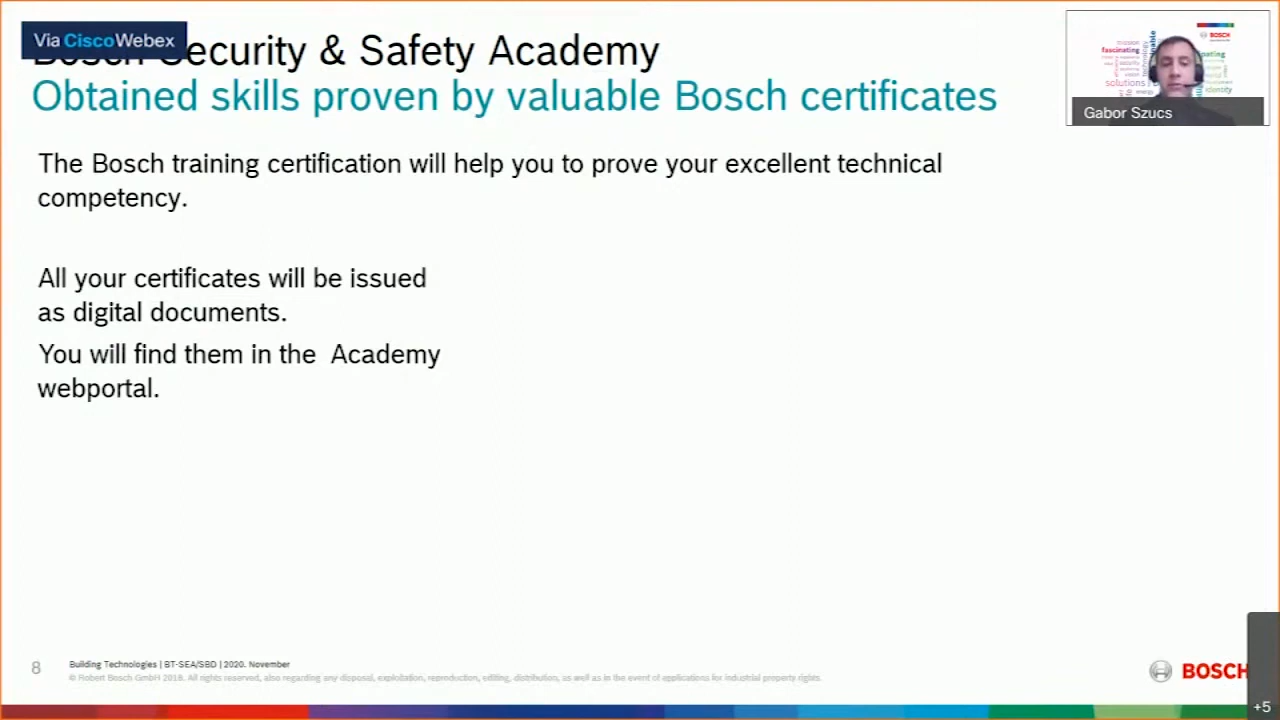 Via CiscoWebex
ecurity & Safety Academy
Obtained skills proven by valuable Bosch certificates
BOSCH
fascinating
solutions
identity
Gabor Szucs
The Bosch training certification will help you to prove your excellent technical
competency.
All your certificates will be issued
as digital documents.
You will find them in the Academy
webportal.
8
Building Technologies | BT-SEA/SBD | 2020. November
© Robert Bosch GmbH 2018. All rights reserved, also regarding any disposal, exploitation, reproduction, editing, distribution, as well as in the event of applications for industrial property rights.
BOSCH
+5